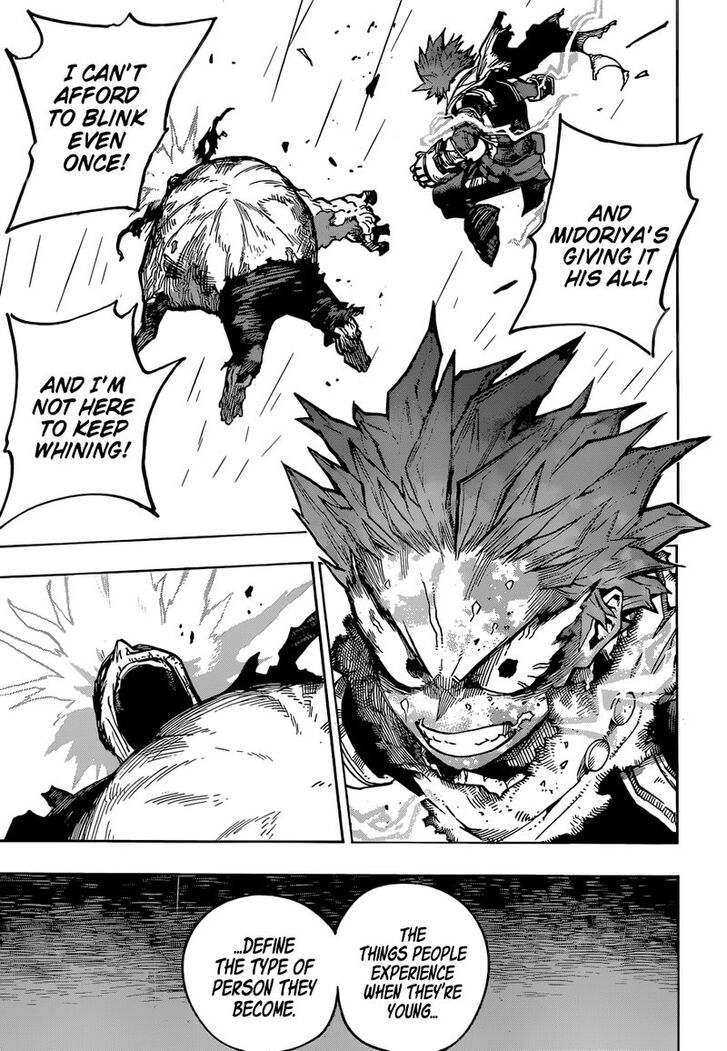 AND
MIDORIYA'S
GIVING IT
HIS ALL!
I CAN'T
AFFORD
TO BLINK
EVEN
ONCE!
AND I'M
NOT HERE
TO KEEP
WHINING!
THE
THINGS PEOPLE
EXPERIENCE
WHEN THEY'RE
YOUNG...
...DEFINE
THE TYPE OF
PERSON THEY
BECOME.